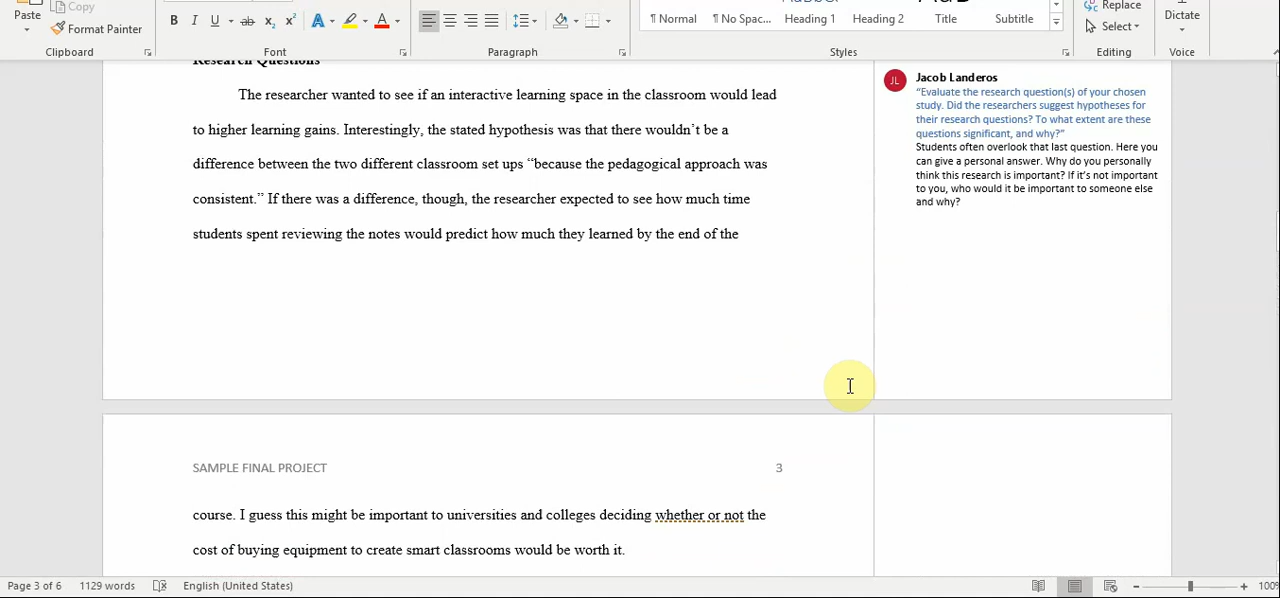 Paste
Copy
Format Painter
Clipboard
B I U ab x₂ x² A A
Font
Paragraph
¶ Normal
¶ No Spac...
Heading 1
Heading 2
Title
Subtitle
Styles
Replace
Select
Editing
Dictate
Voice
Research Questions
The researcher wanted to see if an interactive learning space in the classroom would lead
to higher learning gains. Interestingly, the stated hypothesis was that there wouldn’t be a
difference between the two different classroom set ups “because the pedagogical approach was
consistent.” If there was a difference, though, the researcher expected to see how much time
students spent reviewing the notes would predict how much they learned by the end of the
JL
Jacob Landeros
“Evaluate the research question(s) of your chosen
study. Did the researchers suggest hypotheses for
their research questions? To what extent are these
questions significant, and why?”
Students often overlook that last question. Here you
can give a personal answer. Why do you personally
think this research is important? If it’s not important
to you, who would it be important to someone else
and why?
SAMPLE FINAL PROJECT 3
course. I guess this might be important to universities and colleges deciding whether or not the
cost of buying equipment to create smart classrooms would be worth it.
Page 3 of 6 1129 words English (United States) 100%